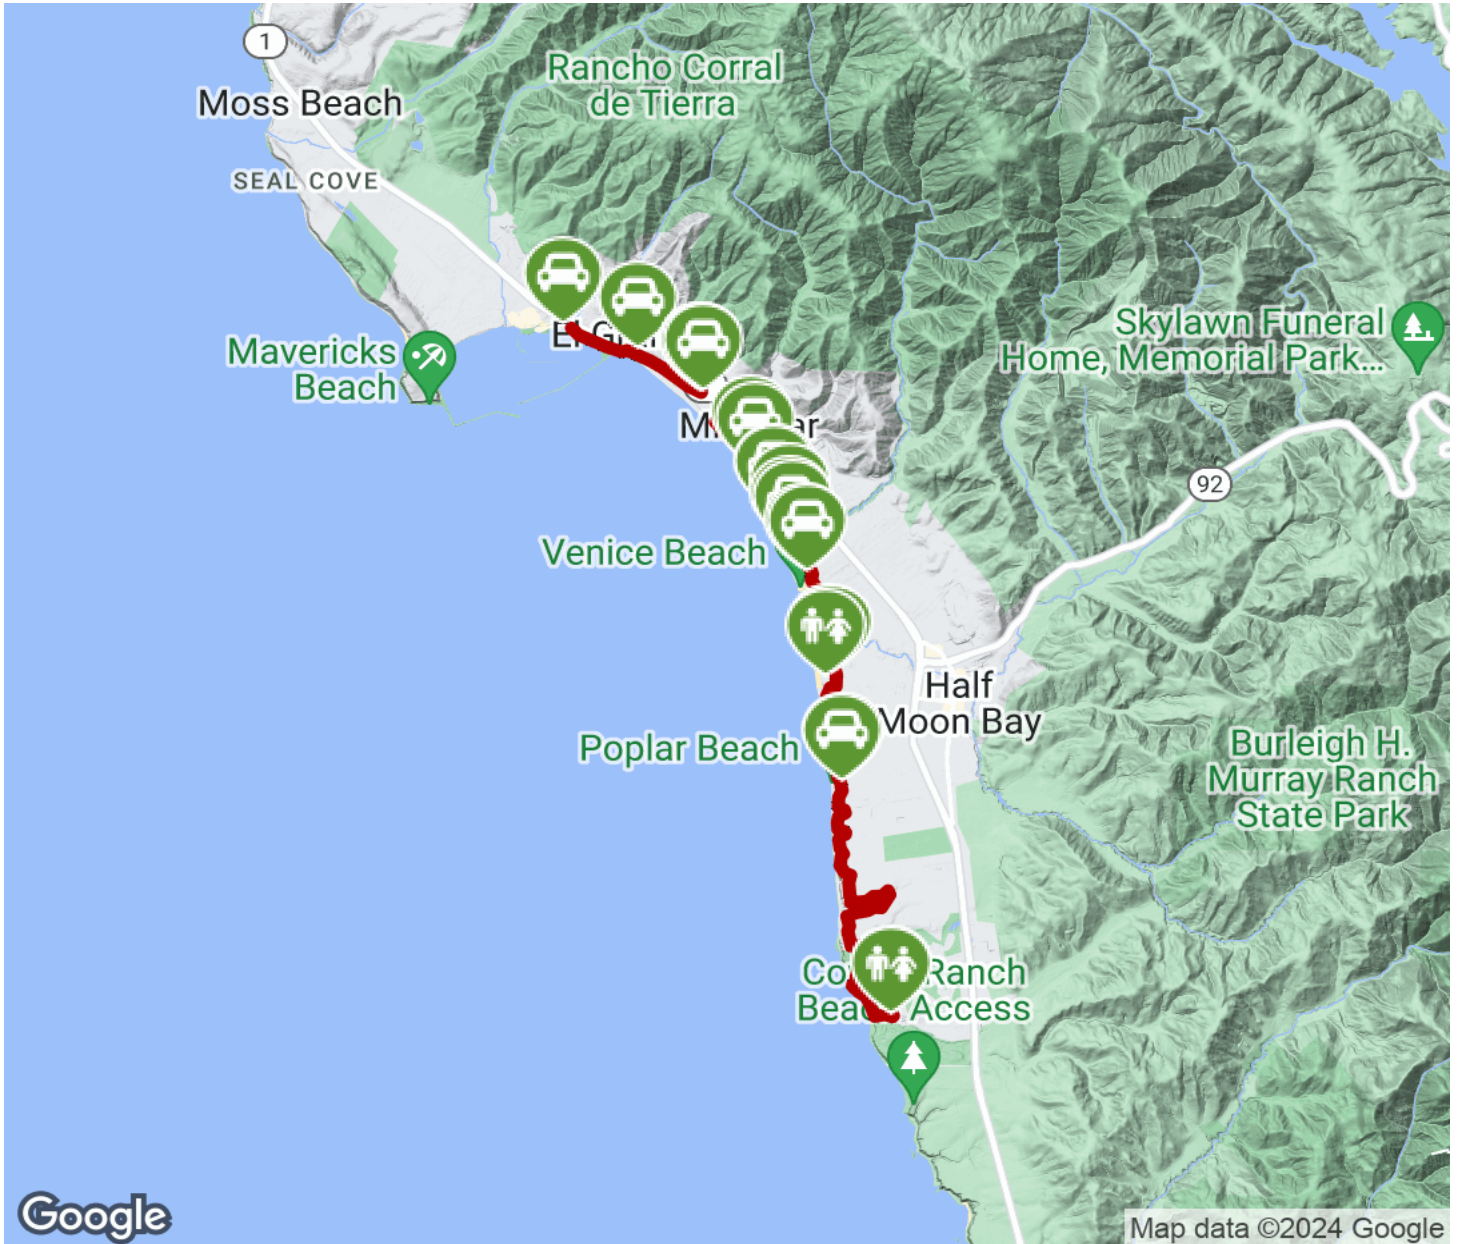 1
Rancho Corral
de Tierra
Moss Beach
SEAL COVE
Skylawn Funeral
Home, Memorial Park...
Mavericks
Beach
92
Venice Beach
Half
Moon Bay
Poplar Beach
Burleigh H.
Murray Ranch
State Park
Ranch
Access
Google
Map data ©2024 Google